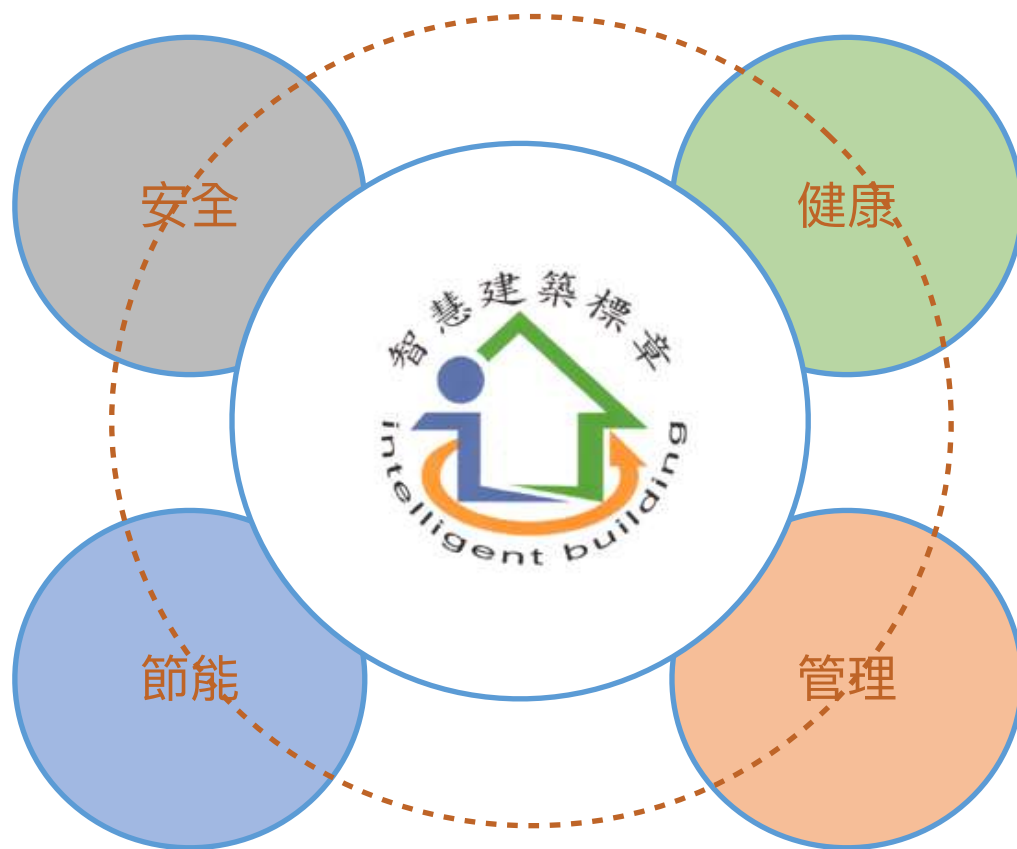 安全
健康
智慧建築標章
intelligent building
節能
管理